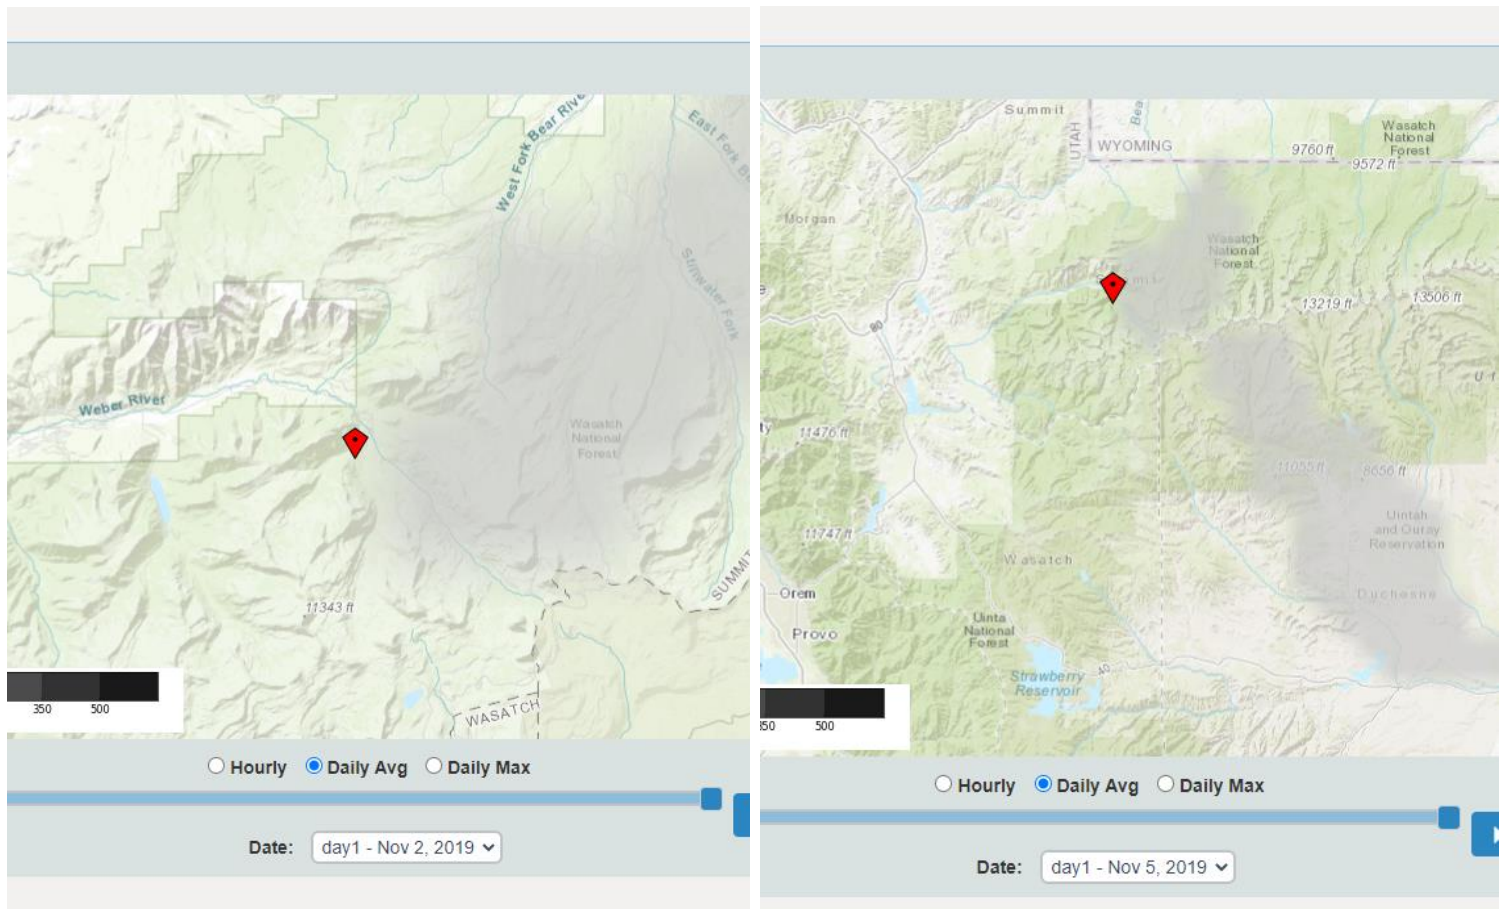 West Fork Bear Rive
East Fork B
Stillwater Fork
Weber River
Wasatch
National
Forest
11343 ft
SUMMIT
WASATCH
350 500
Hourly Daily Avg Daily Max
Date: day1 - Nov 2, 2019
Summit
UTAH
WYOMING
Bea
Wasatch
National
Forest
9760 ft
9572 ft
Morgan
Wasatch
National
Forest
13219 ft
13506 ft
80
11476 ft
11055 ft
8656 ft
Uintah
and Ouray
Reservation
11747 ft
Wasatch
Duchesne
Orem
Provo
Uinta
National
Forest
Strawberry
Reservoir
40
350 500
Hourly Daily Avg Daily Max
Date: day1 - Nov 5, 2019